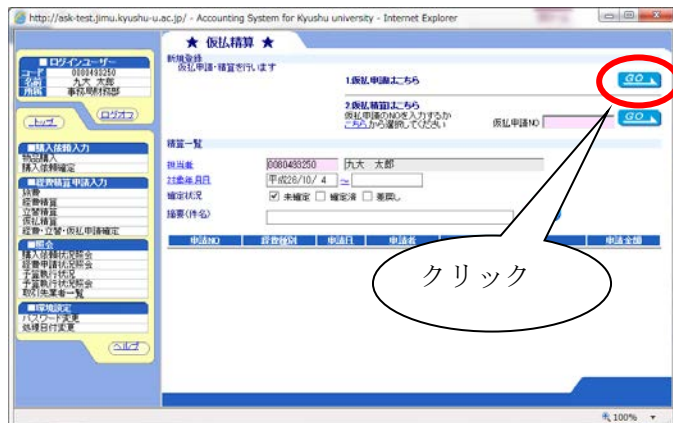 http://ask-test.jimu.kyushu-u.ac.jp/ - Accounting System for Kyushu university - Internet Explorer
★ 仮払精算 ★
■ログインユーザー
コード 0080493250
名前 九大 太郎
所属 事務局財務部
トップ
ログオフ
■購入依頼入力
物品購入
購入依頼確定
■経費精算申請入力
旅費
経費精算
立替精算
仮払精算
経費・立替・仮払申請確定
■照会
購入依頼状況照会
経費申請状況照会
予算執行状況
予算執行状況照会
取引先業者一覧
■環境設定
パスワード変更
処理日付変更
ヘルプ
新規登録
仮払申請・精算を行います
1.仮払申請はこちら
GO
2.仮払精算はこちら
仮払申請のNOを入力するか
こちらから選択してください
仮払申請NO
GO
精算一覧
担当者 0080493250 九大 太郎
対象年月日 平成26/10/ 4 ～
確定状況 未確定 確定済 差戻し
摘要(件名)
申請NO 経費種別 申請日 申請者 申請金額
クリック
100%